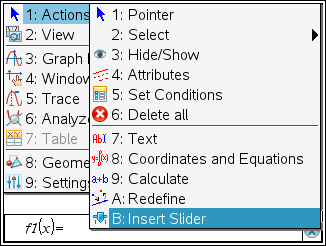 1: Actions
2: View
3: Graph
4: Window
5: Trace
6: Analyze
7: Table
8: Geome
9: Settings
1: Pointer
2: Select
3: Hide/Show
4: Attributes
5: Set Conditions
6: Delete all
7: Text
8: Coordinates and Equations
9: Calculate
A: Redefine
B: Insert Slider
f1(x)=